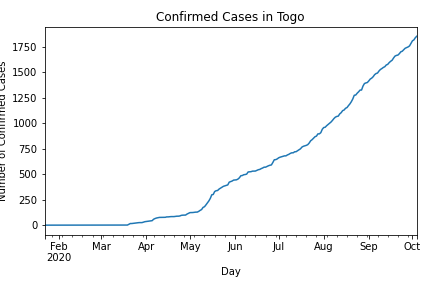 Confirmed Cases in Togo
Number of Confirmed Cases
1750
1500
1250
1000
750
500
250
0
Feb Mar Apr May Jun Jul Aug Sep Oct
2020
Day